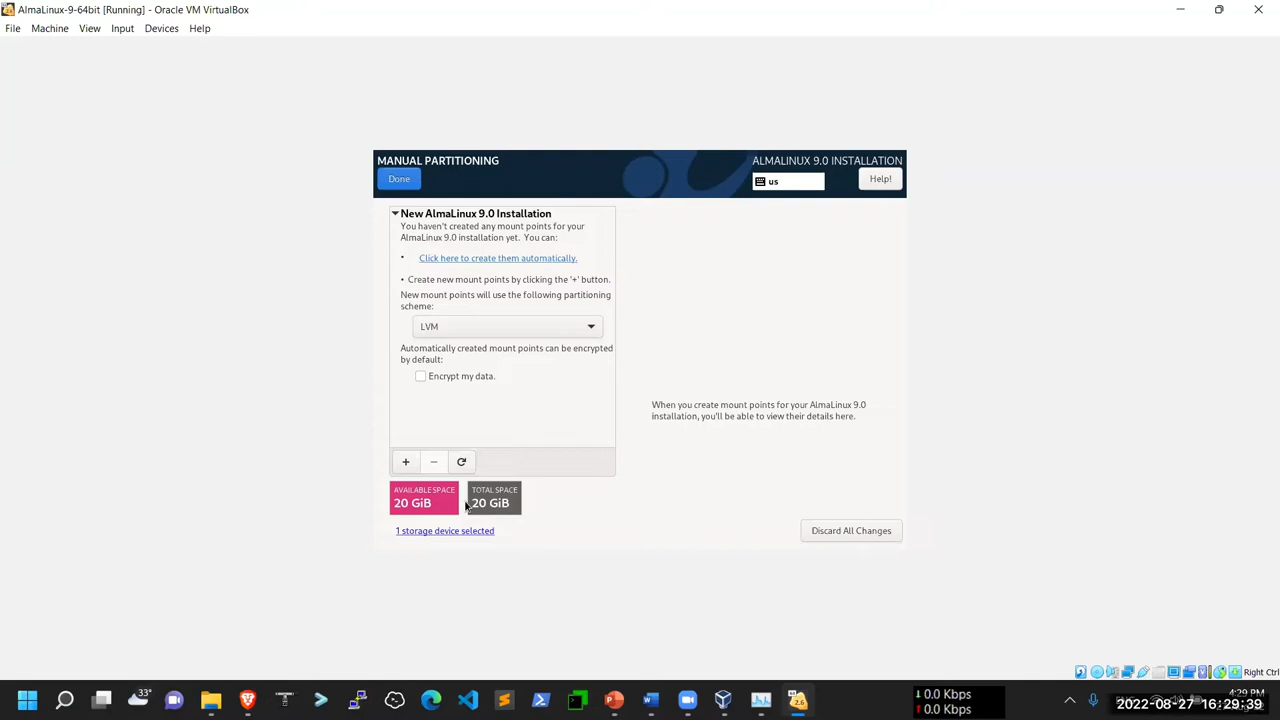 AlmaLinux-9-64bit [Running] - Oracle VM VirtualBox
File Machine View Input Devices Help
MANUAL PARTITIONING
ALMALINUX 9.0 INSTALLATION
Done
us
Help!
New AlmaLinux 9.0 Installation
You haven't created any mount points for your
AlmaLinux 9.0 installation yet. You can:
• Click here to create them automatically.
• Create new mount points by clicking the '+' button.
New mount points will use the following partitioning
scheme:
LVM
Automatically created mount points can be encrypted
by default:
Encrypt my data.
When you create mount points for your AlmaLinux 9.0
installation, you'll be able to view their details here.
+ −
AVAILABLE SPACE
20 GiB
TOTAL SPACE
20 GiB
1 storage device selected
Discard All Changes
Right Ctrl
33°
2.6
↓ 0.0 Kbps
↑ 0.0 Kbps
4:29 PM
2022-08-27 16:29:39